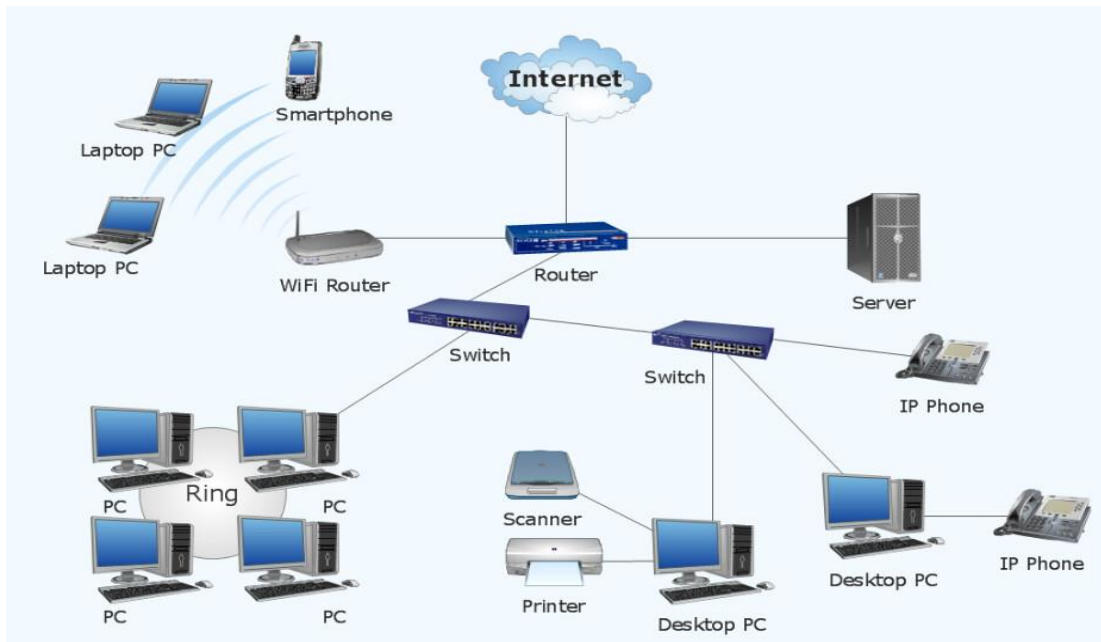 Internet
Smartphone
Laptop PC
Laptop PC
WiFi Router
Router
Server
Switch
Switch
IP Phone
Ring
PC
PC
Scanner
Printer
Desktop PC
Desktop PC
IP Phone
PC
PC